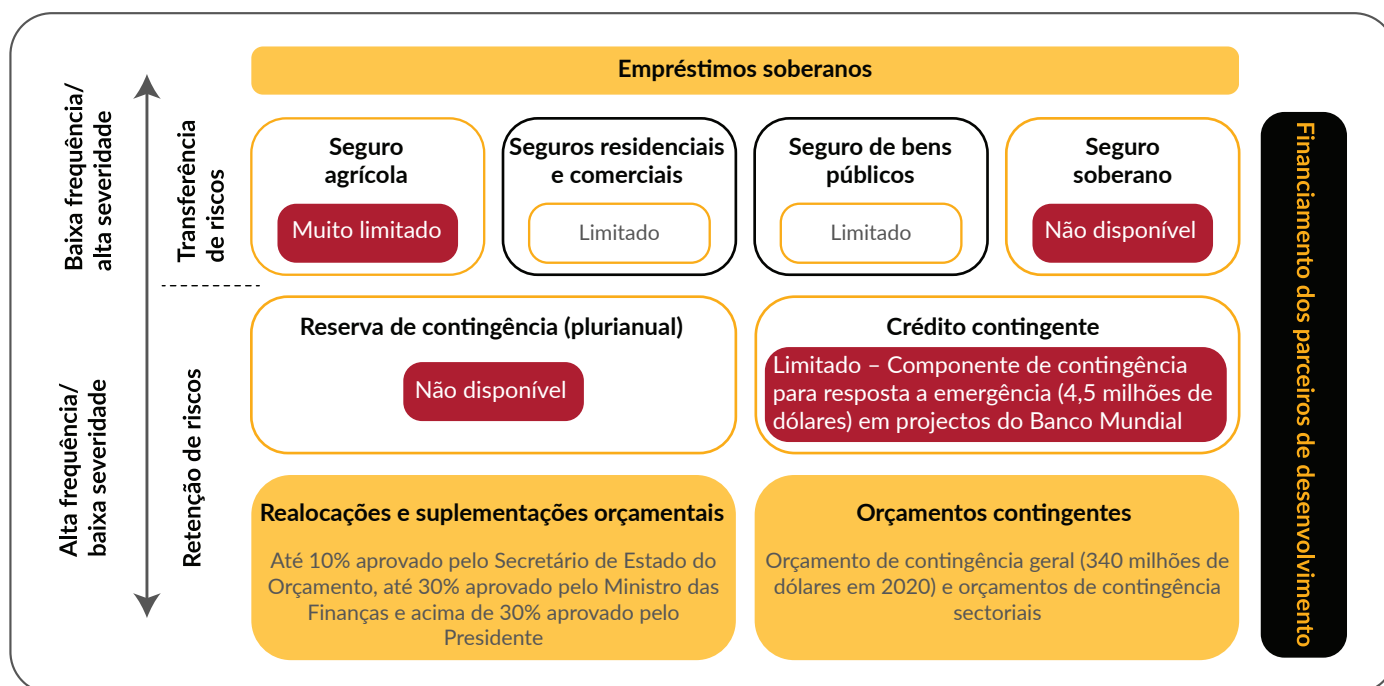 Empréstimos soberanos
Baixa frequência/
alta severidade
Transferência
de riscos
Seguro
agrícola
Muito limitado
Seguros residenciais
e comerciais
Limitado
Seguro de bens
públicos
Limitado
Seguro
soberano
Não disponível
Alta frequência/
baixa severidade
Retenção de riscos
Reserva de contingência (plurianual)
Não disponível
Crédito contingente
Limitado – Componente de contingência
para resposta a emergência (4,5 milhões de
dólares) em projectos do Banco Mundial
Realocações e suplementações orçamentais
Até 10% aprovado pelo Secretário de Estado do
Orçamento, até 30% aprovado pelo Ministro das
Finanças e acima de 30% aprovado pelo
Presidente
Orçamentos contingentes
Orçamento de contingência geral (340 milhões de
dólares em 2020) e orçamentos de contingência
sectoriais
Financiamento dos parceiros de desenvolvimento